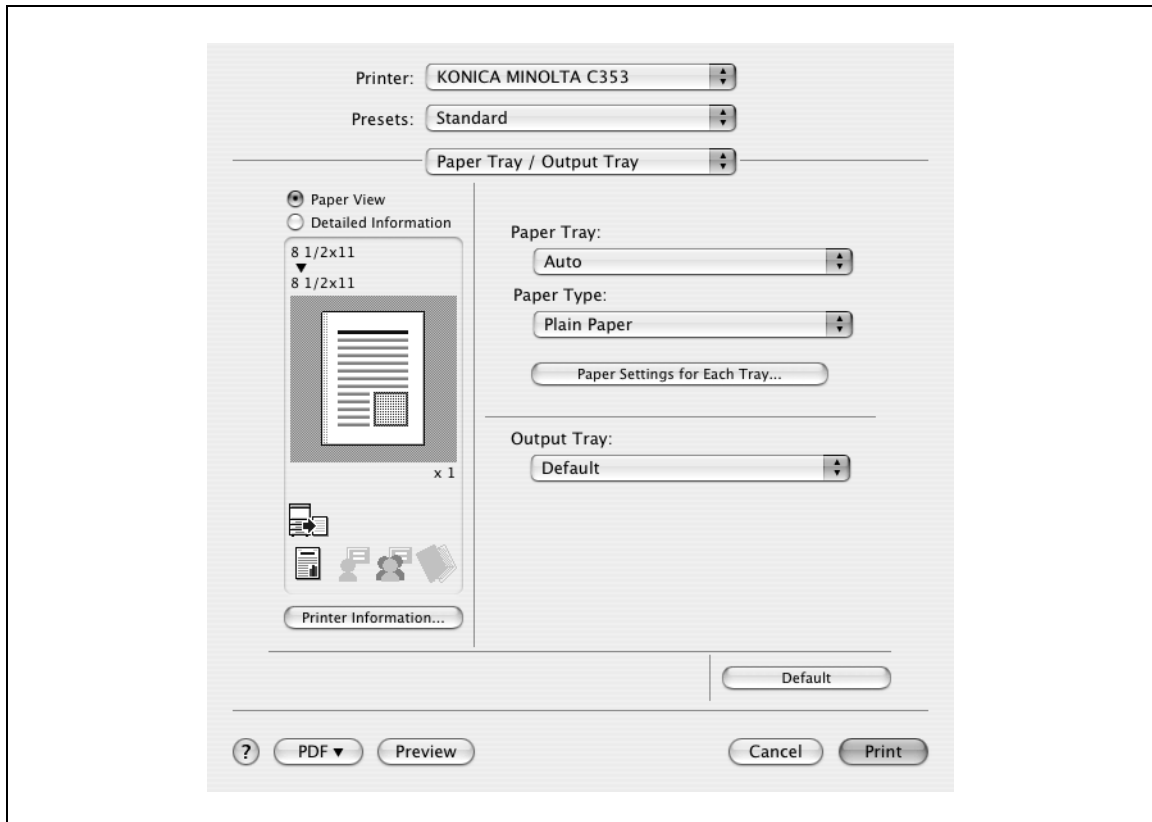 Printer: KONICA MINOLTA C353
Presets: Standard
Paper Tray / Output Tray
Paper View
Detailed Information
8 1/2x11
8 1/2x11
x 1
Printer Information...
Paper Tray:
Auto
Paper Type:
Plain Paper
Paper Settings for Each Tray...
Output Tray:
Default
Default
? PDF▼ Preview Cancel Print